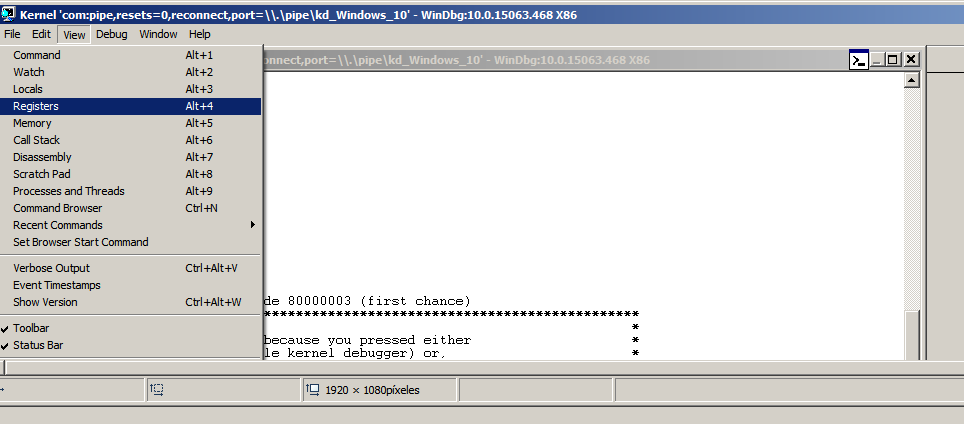 Kernel 'com:pipe,resets=0,reconnect,port=\\.\pipe\kd_Windows_10' - WinDbg:10.0.15063.468 X86
File Edit View Debug Window Help
onnect,port=\\.\pipe\kd_Windows_10' - WinDbg:10.0.15063.468 X86
Command Alt+1
Watch Alt+2
Locals Alt+3
Registers Alt+4
Memory Alt+5
Call Stack Alt+6
Disassembly Alt+7
Scratch Pad Alt+8
Processes and Threads Alt+9
Command Browser Ctrl+N
Recent Commands
Set Browser Start Command
Verbose Output Ctrl+Alt+V
Event Timestamps
Show Version Ctrl+Alt+W
Toolbar
Status Bar
de 80000003 (first chance)
***********************************************
*
because you pressed either *
le kernel debugger) or, *
1920 × 1080píxeles